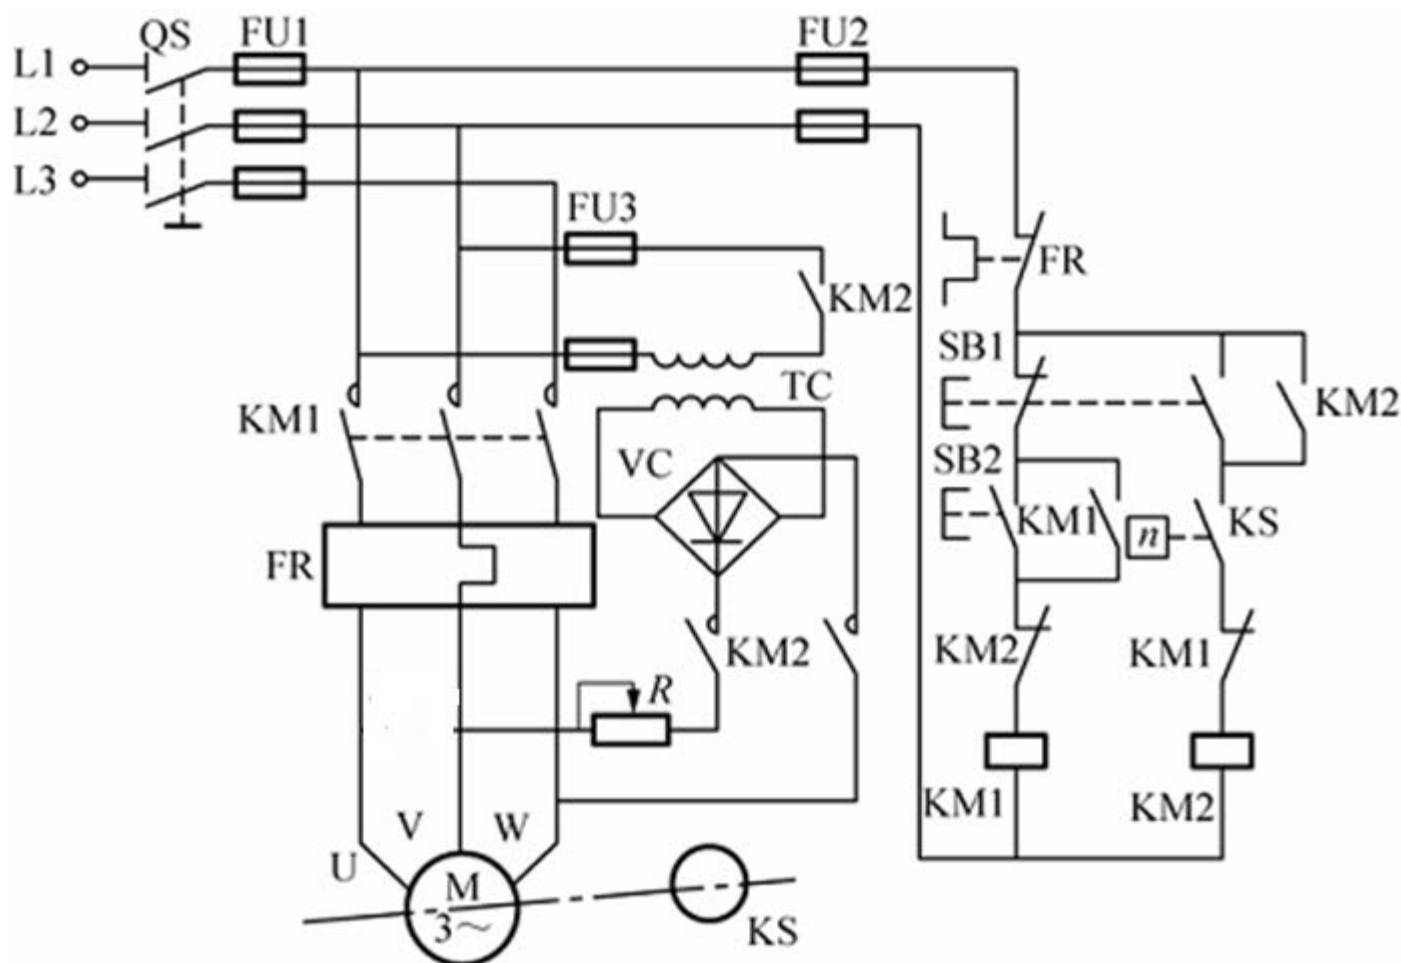 QS FU1 FU2
L1
L2
L3
FU3
KM2 FR
SB1
TC KM2
KM1
VC SB2
KM1 n KS
FR
KM2 KM2 KM1
R
KM1 KM2
V W
U
M
3～
KS